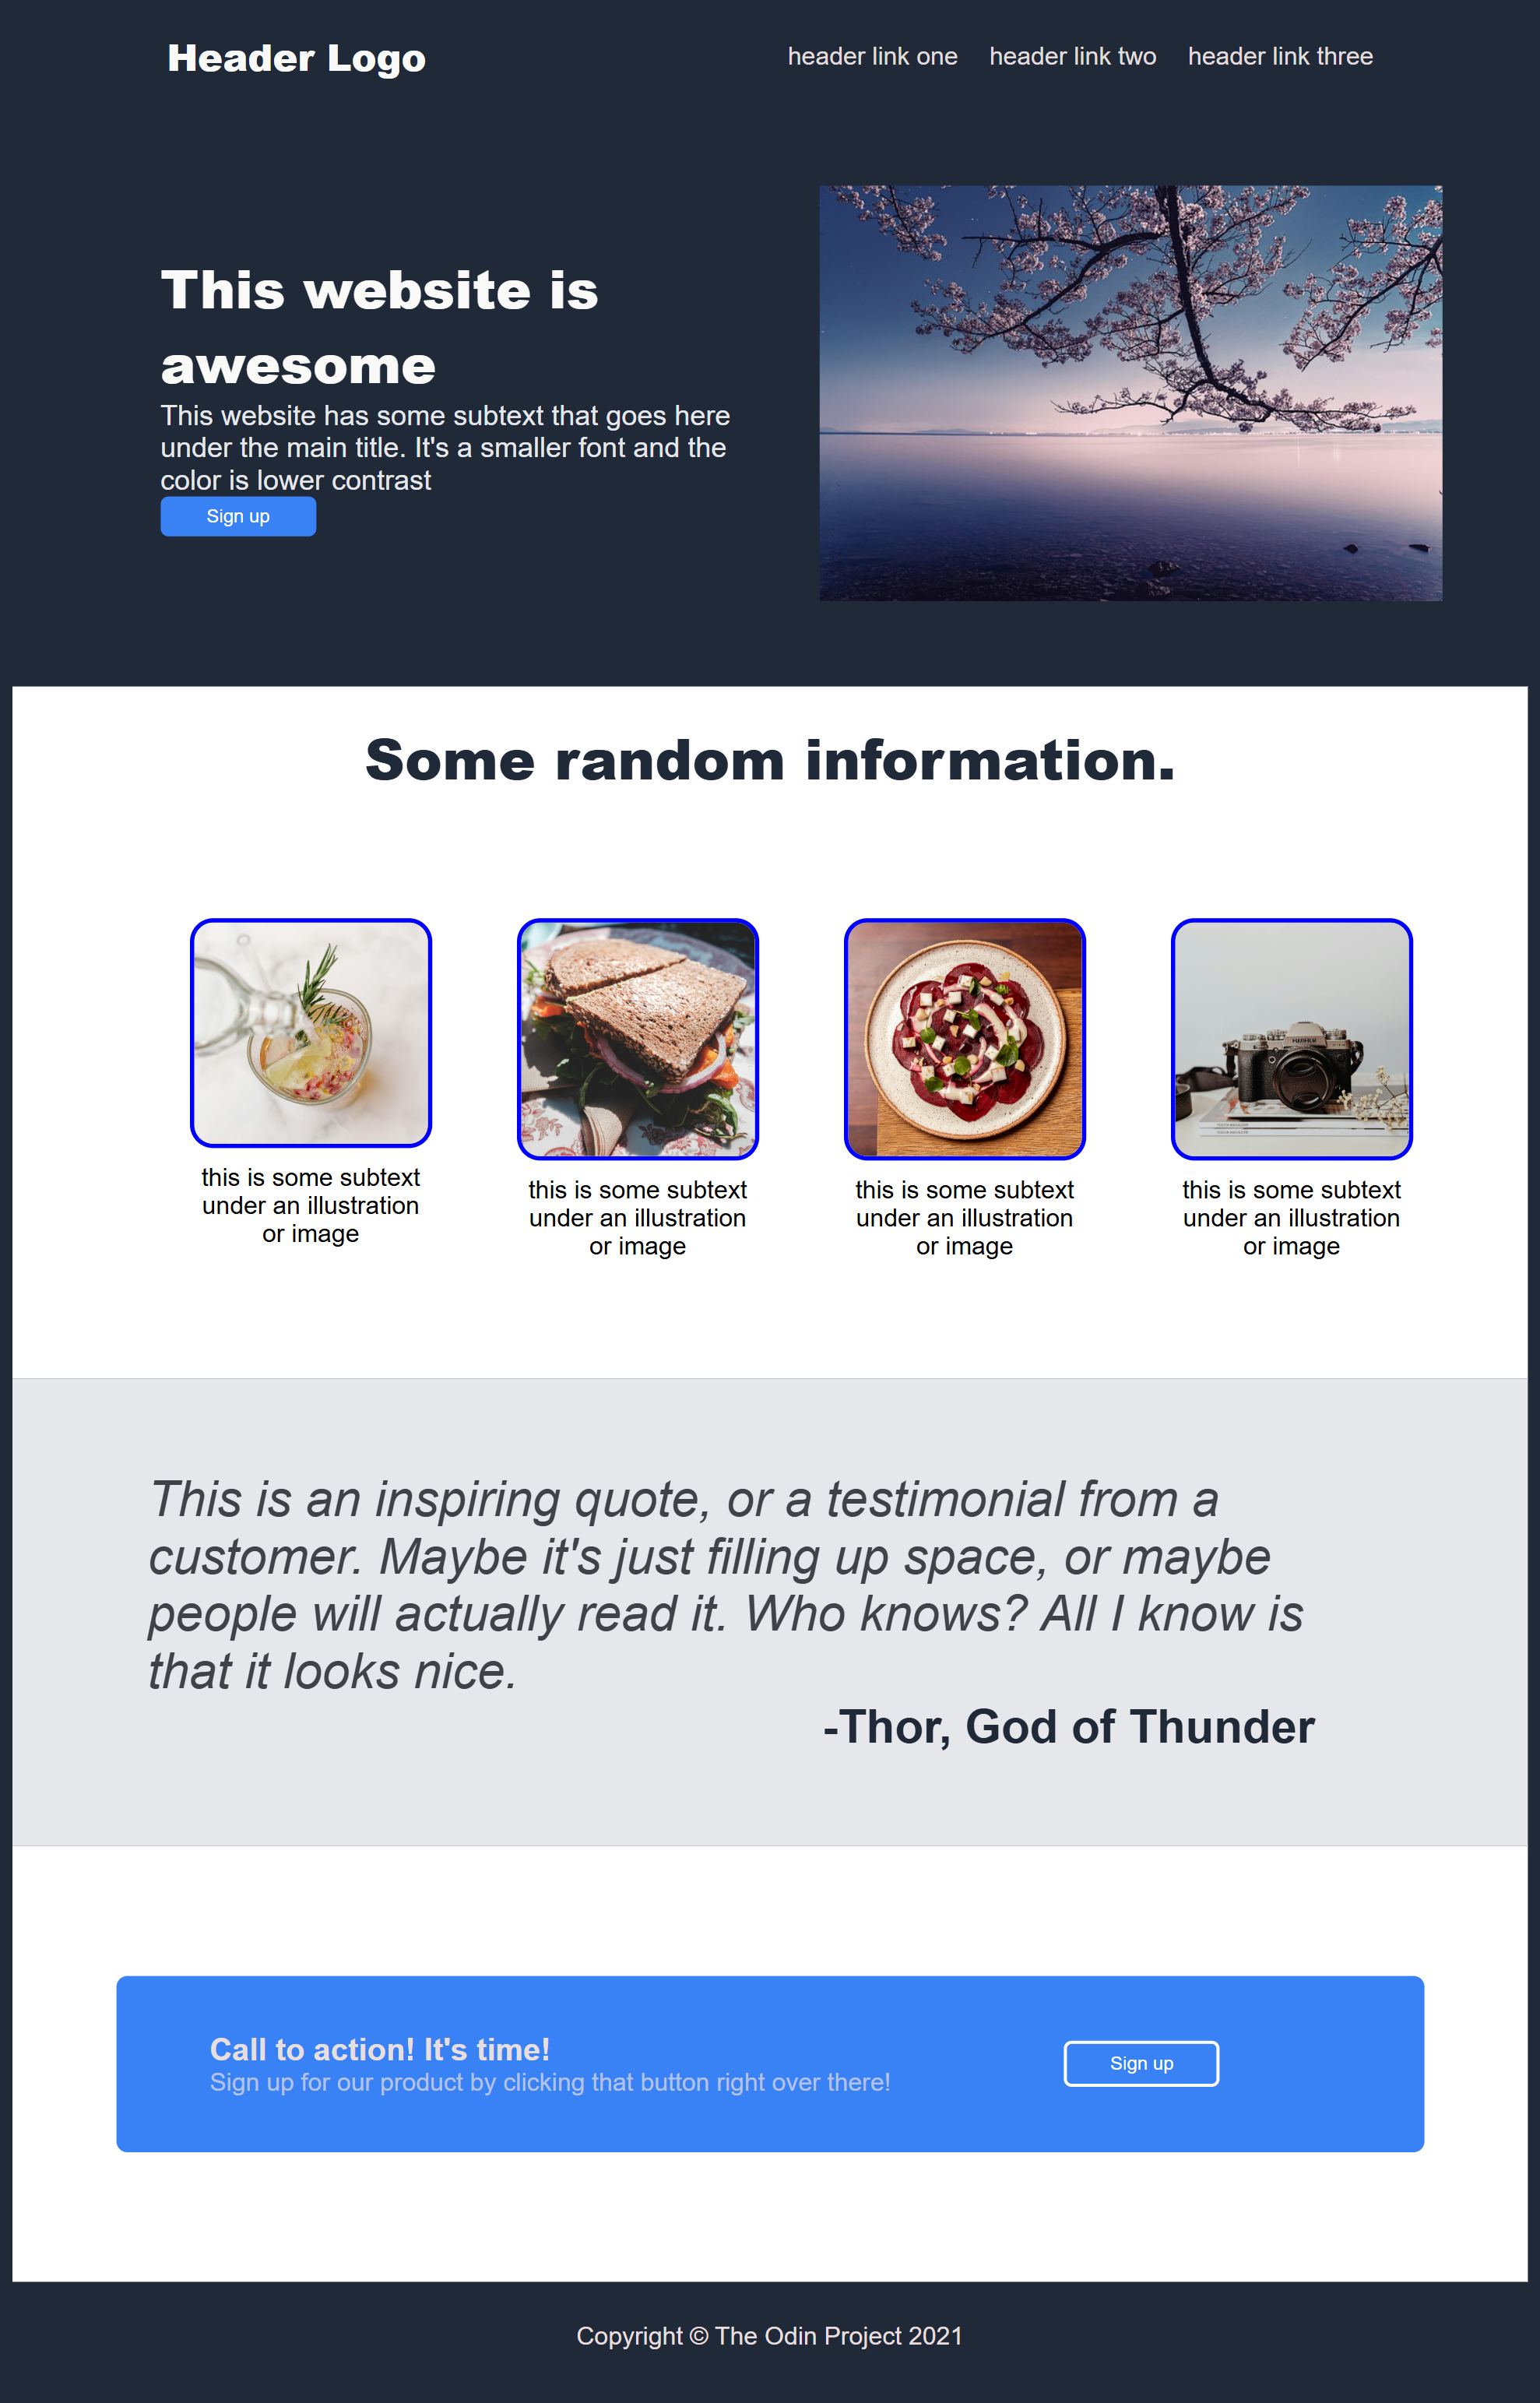 Header Logo
header link one header link two header link three
This website is
awesome
This website has some subtext that goes here
under the main title. It's a smaller font and the
color is lower contrast
Sign up
Some random information.
this is some subtext
under an illustration
or image
this is some subtext
under an illustration
or image
this is some subtext
under an illustration
or image
FUJIFILM
this is some subtext
under an illustration
or image
This is an inspiring quote, or a testimonial from a
customer. Maybe it's just filling up space, or maybe
people will actually read it. Who knows? All I know is
that it looks nice.
-Thor, God of Thunder
Call to action! It's time!
Sign up for our product by clicking that button right over there!
Sign up
Copyright © The Odin Project 2021